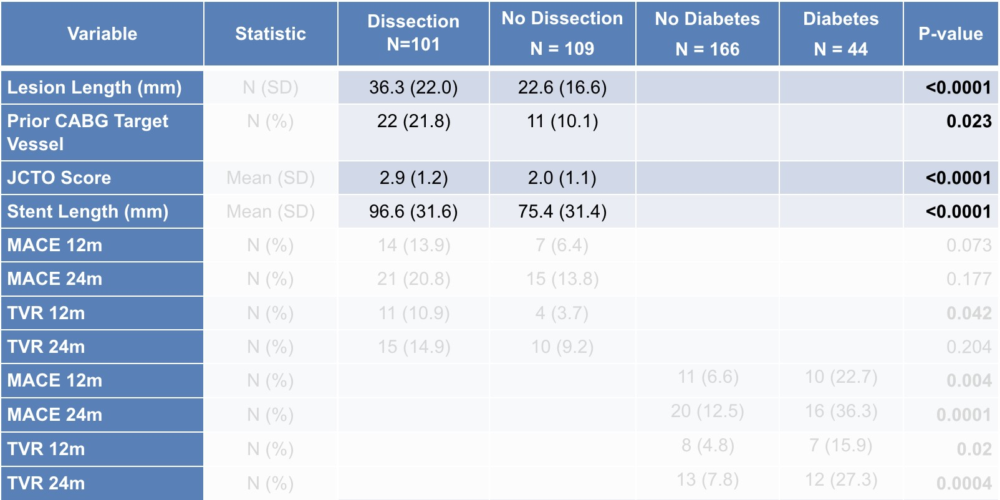 Variable Statistic Dissection N=101 No Dissection N = 109 No Diabetes N = 166 Diabetes N = 44 P-value
Lesion Length (mm) N (SD) 36.3 (22.0) 22.6 (16.6) <0.0001
Prior CABG Target Vessel N (%) 22 (21.8) 11 (10.1) 0.023
JCTO Score Mean (SD) 2.9 (1.2) 2.0 (1.1) <0.0001
Stent Length (mm) Mean (SD) 96.6 (31.6) 75.4 (31.4) <0.0001
MACE 12m N (%) 14 (13.9) 7 (6.4) 0.073
MACE 24m N (%) 21 (20.8) 15 (13.8) 0.177
TVR 12m N (%) 11 (10.9) 4 (3.7) 0.042
TVR 24m N (%) 15 (14.9) 10 (9.2) 0.204
MACE 12m N (%) 11 (6.6) 10 (22.7) 0.004
MACE 24m N (%) 20 (12.5) 16 (36.3) 0.0001
TVR 12m N (%) 8 (4.8) 7 (15.9) 0.02
TVR 24m N (%) 13 (7.8) 12 (27.3) 0.0004